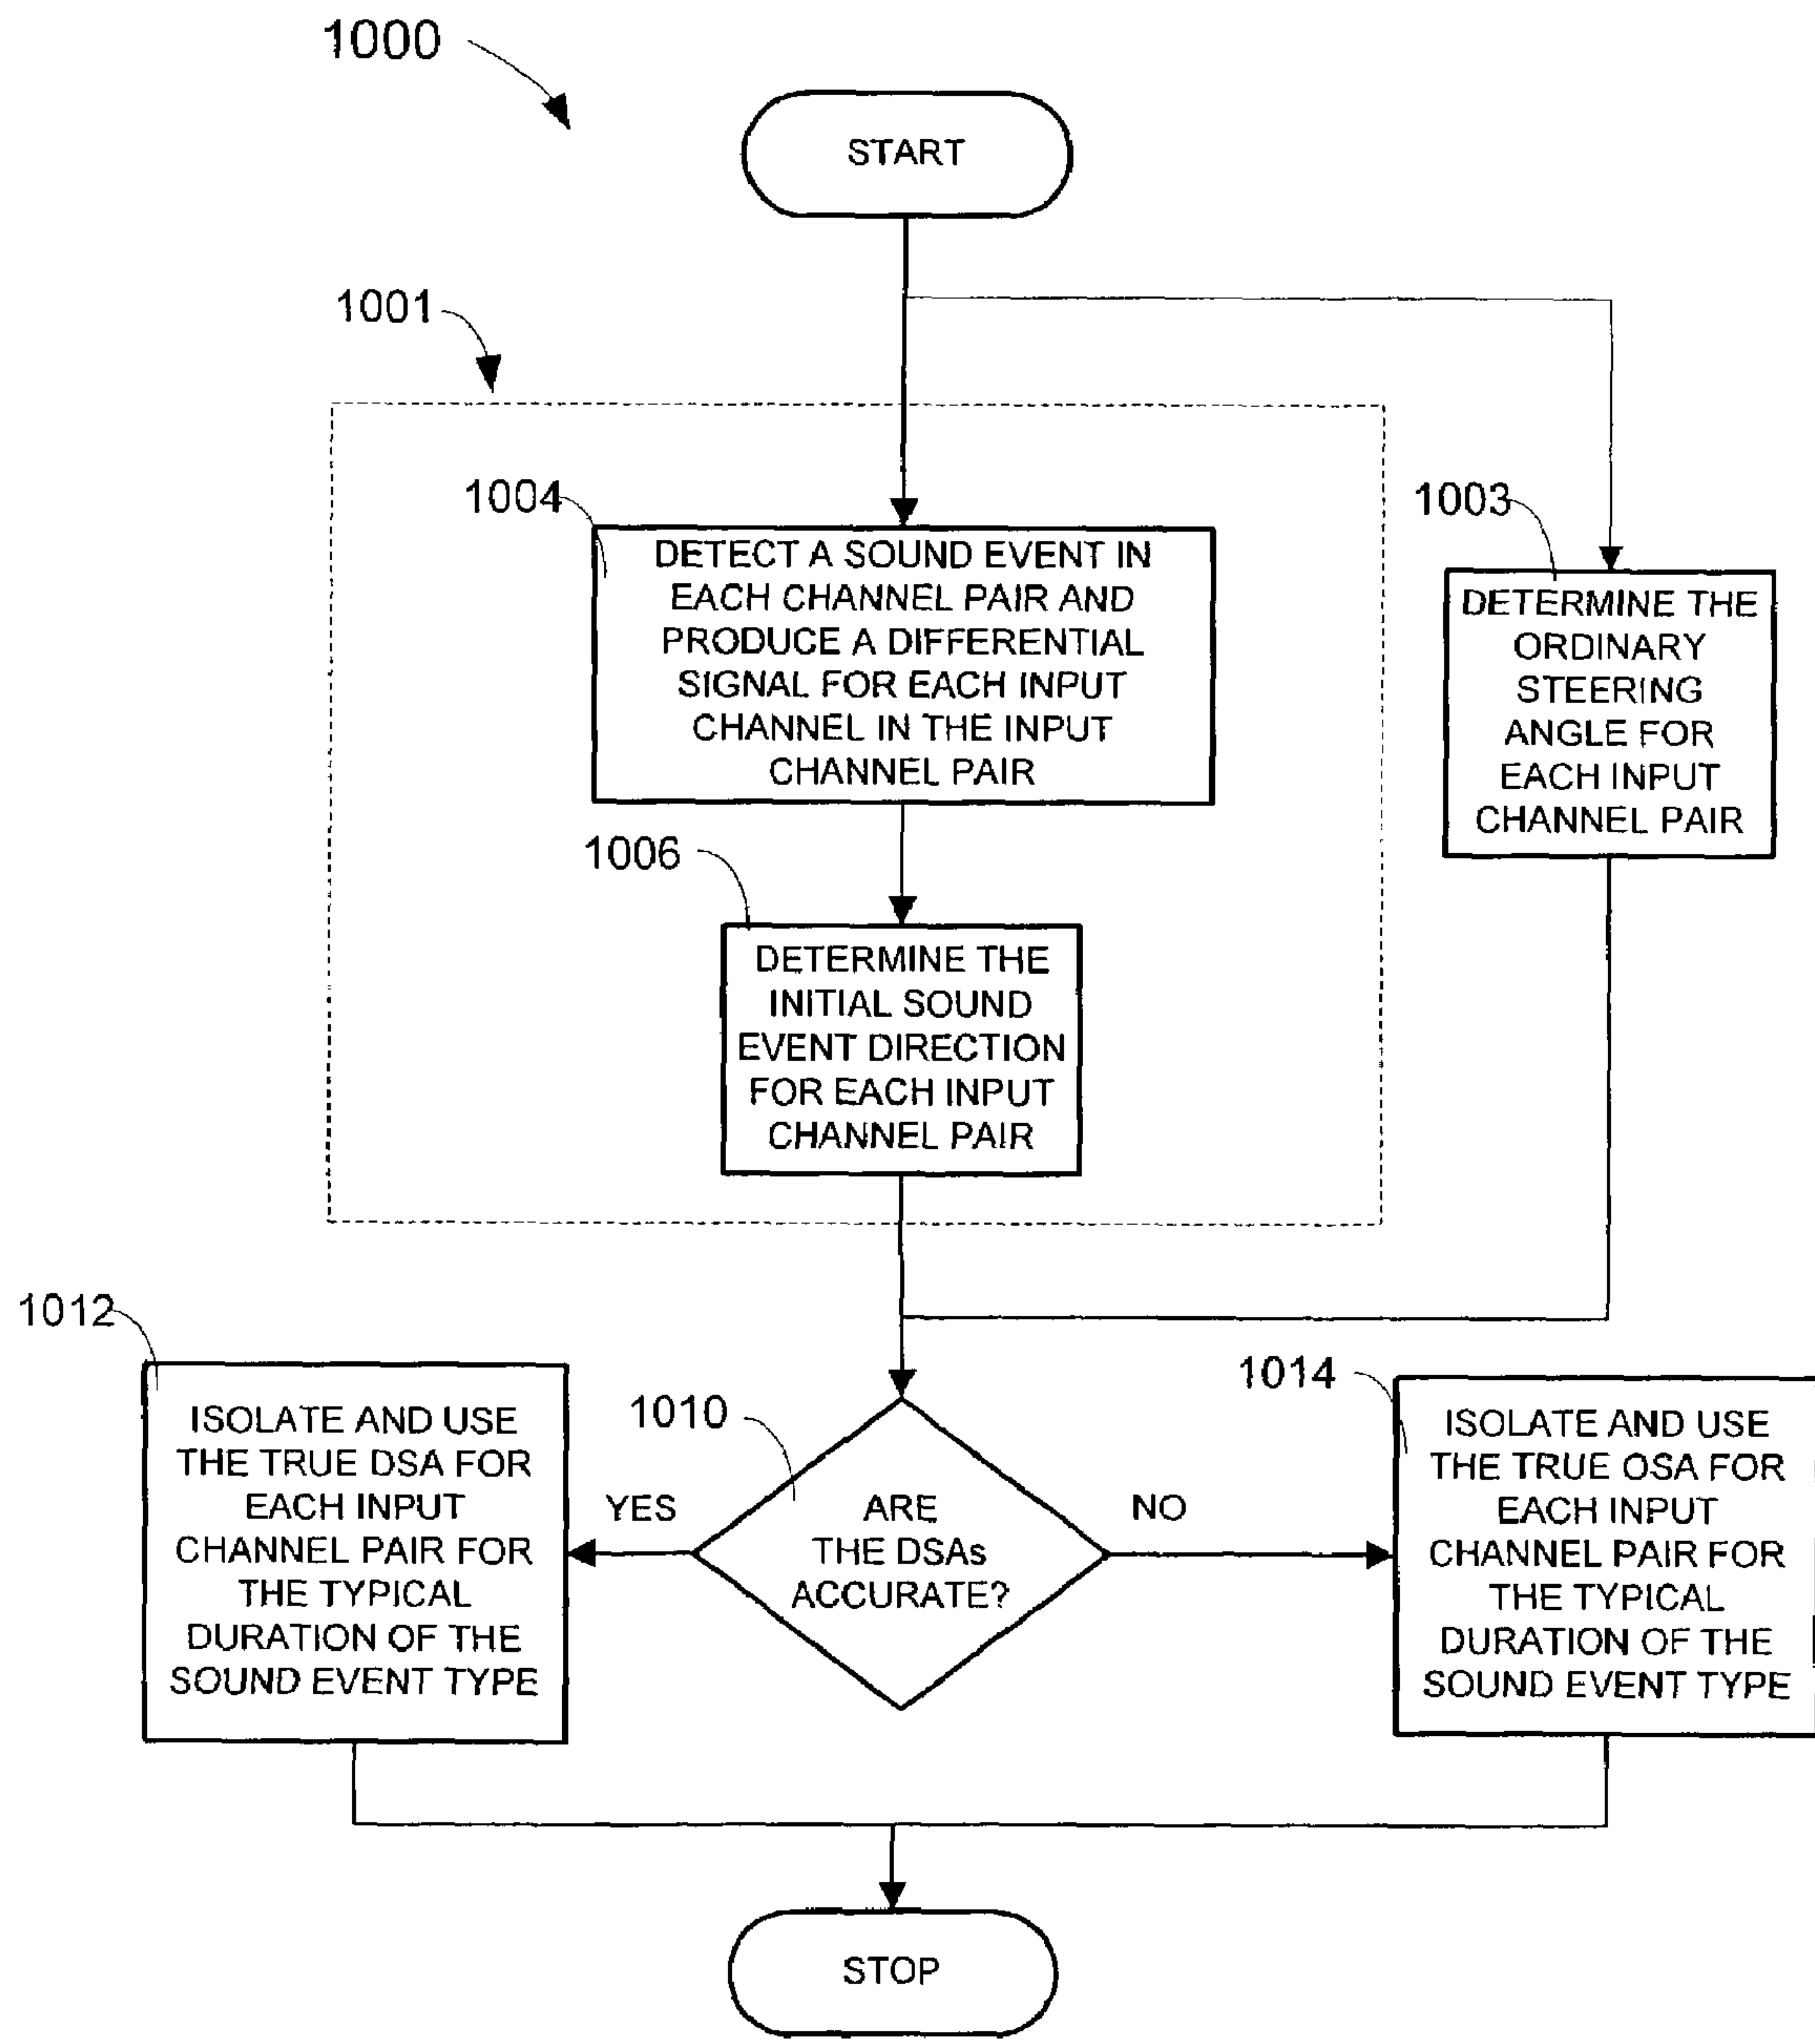 1000
START
1001
1004
DETECT A SOUND EVENT IN
EACH CHANNEL PAIR AND
PRODUCE A DIFFERENTIAL
SIGNAL FOR EACH INPUT
CHANNEL IN THE INPUT
CHANNEL PAIR
1003
DETERMINE THE
ORDINARY
STEERING
ANGLE FOR
EACH INPUT
CHANNEL PAIR
1006
DETERMINE THE
INITIAL SOUND
EVENT DIRECTION
FOR EACH INPUT
CHANNEL PAIR
1012
ISOLATE AND USE
THE TRUE DSA FOR
EACH INPUT
CHANNEL PAIR FOR
THE TYPICAL
DURATION OF THE
SOUND EVENT TYPE
YES
1010
ARE
THE DSAs
ACCURATE?
NO
1014
ISOLATE AND USE
THE TRUE OSA FOR
EACH INPUT
CHANNEL PAIR FOR
THE TYPICAL
DURATION OF THE
SOUND EVENT TYPE
STOP